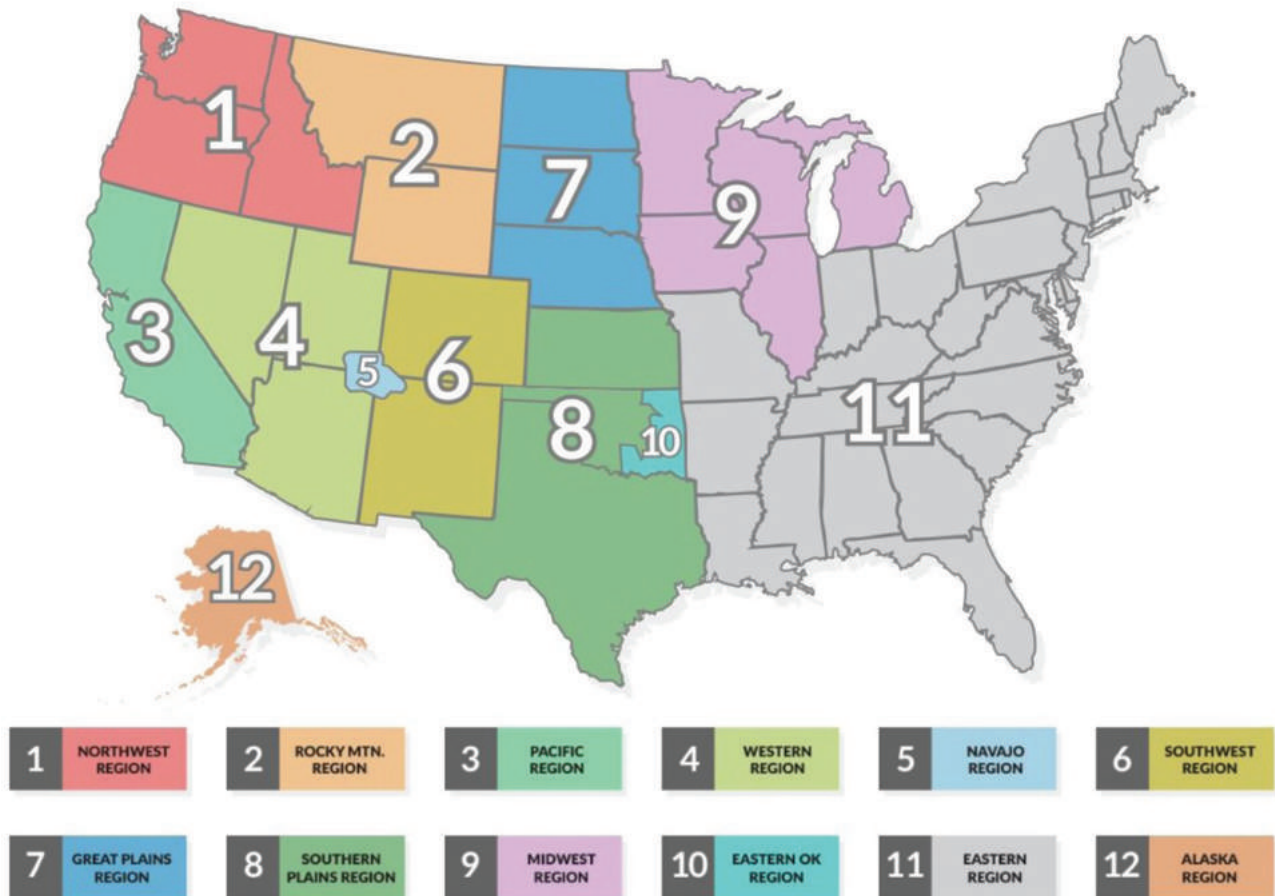 1
2
7
9
3
4
5
6
8
10
11
12
1 NORTHWEST
REGION
2 ROCKY MTN.
REGION
3 PACIFIC
REGION
4 WESTERN
REGION
5 NAVAJO
REGION
6 SOUTHWEST
REGION
7 GREAT PLAINS
REGION
8 SOUTHERN
PLAINS REGION
9 MIDWEST
REGION
10 EASTERN OK
REGION
11 EASTERN
REGION
12 ALASKA
REGION